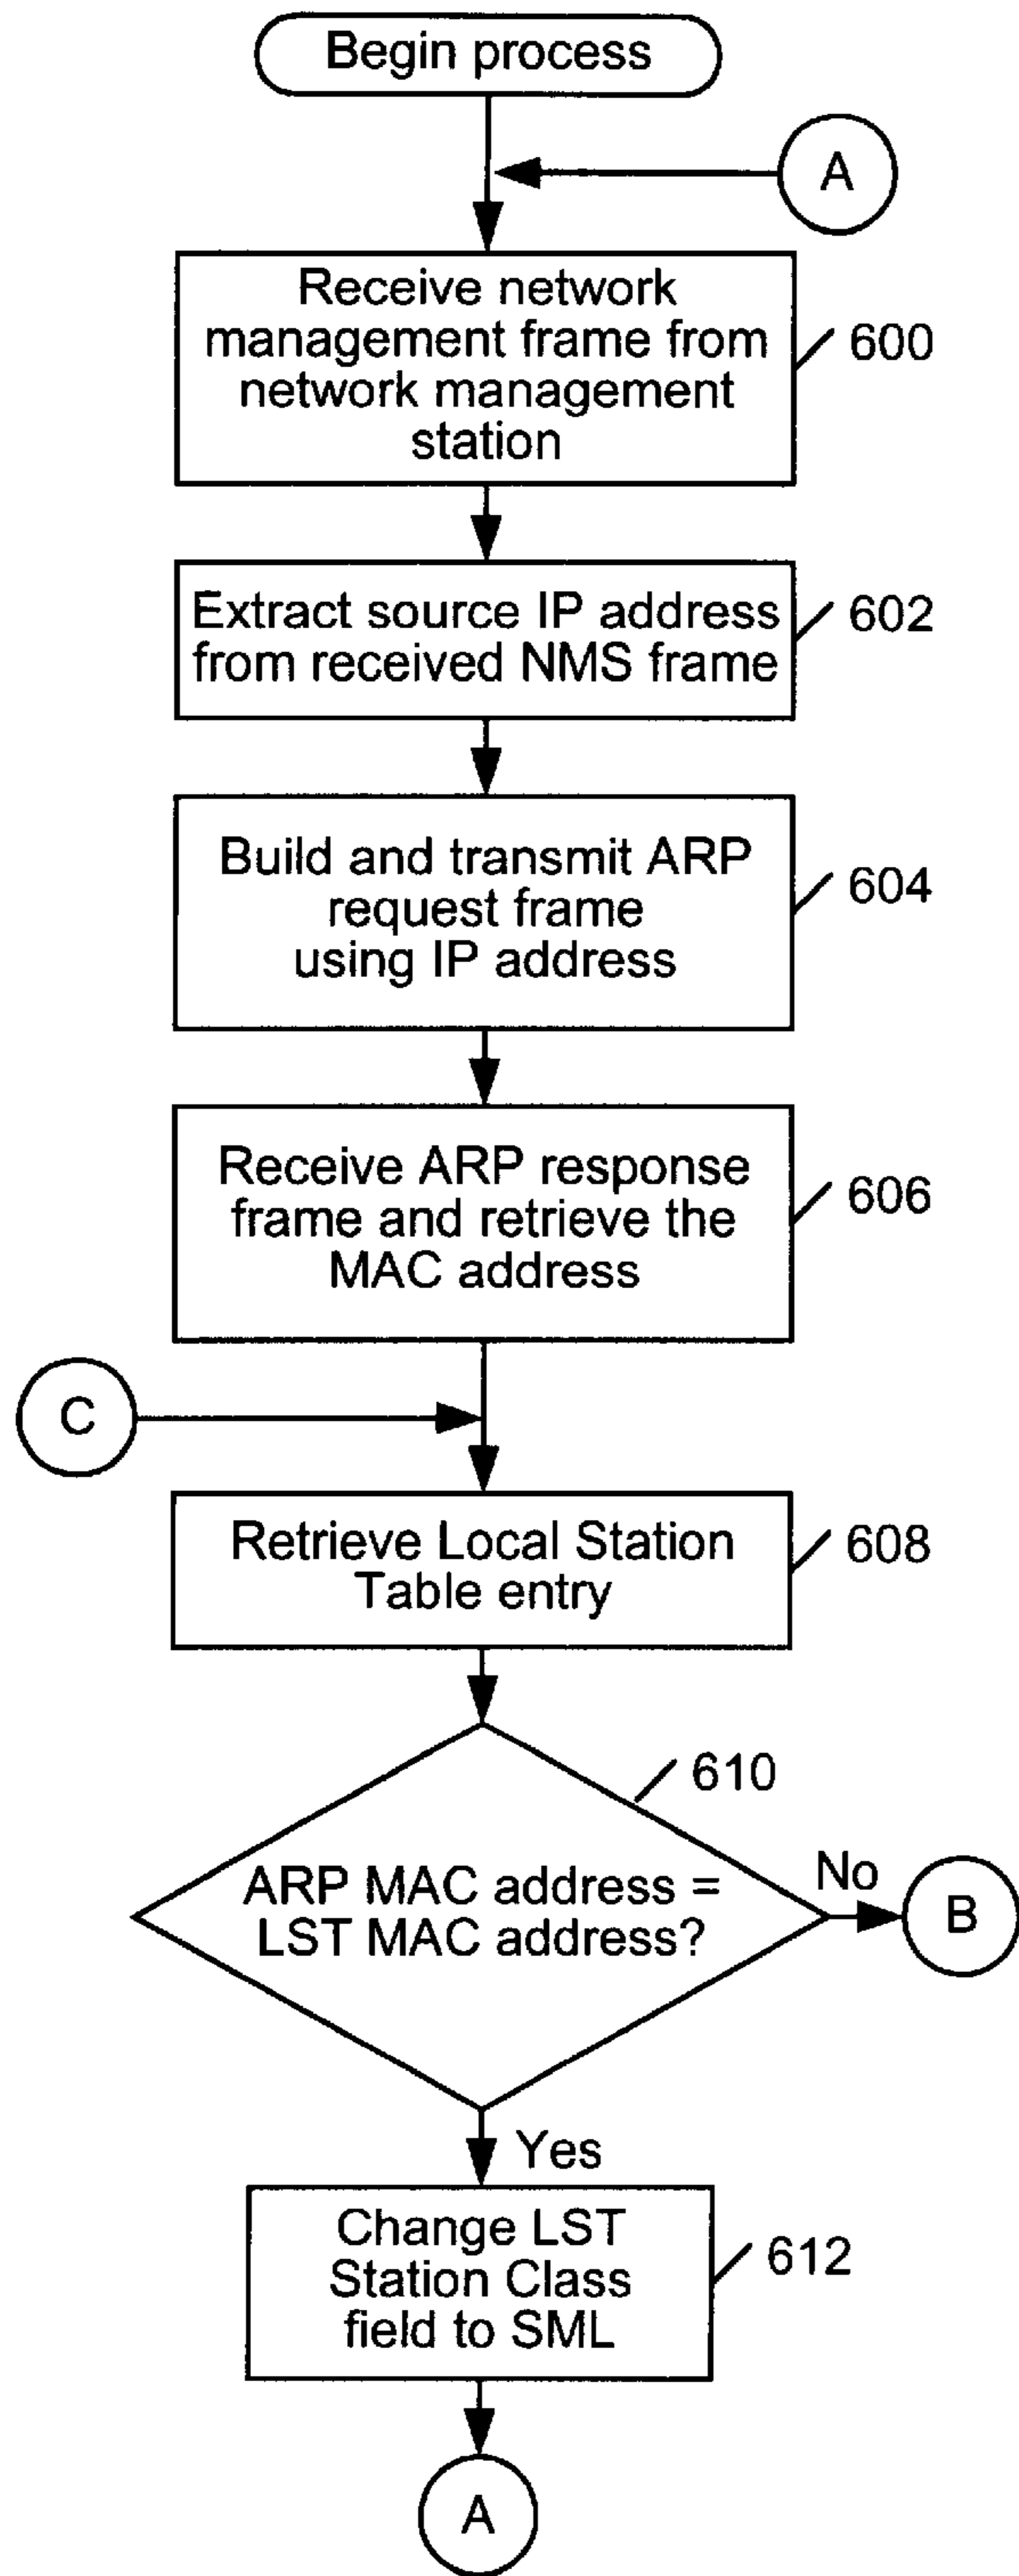 Begin process
A
Receive network
management frame from
network management
station
600
Extract source IP address
from received NMS frame
602
Build and transmit ARP
request frame
using IP address
604
Receive ARP response
frame and retrieve the
MAC address
606
C
Retrieve Local Station
Table entry
608
610
ARP MAC address =
LST MAC address?
No
B
Yes
Change LST
Station Class
field to SML
612
A